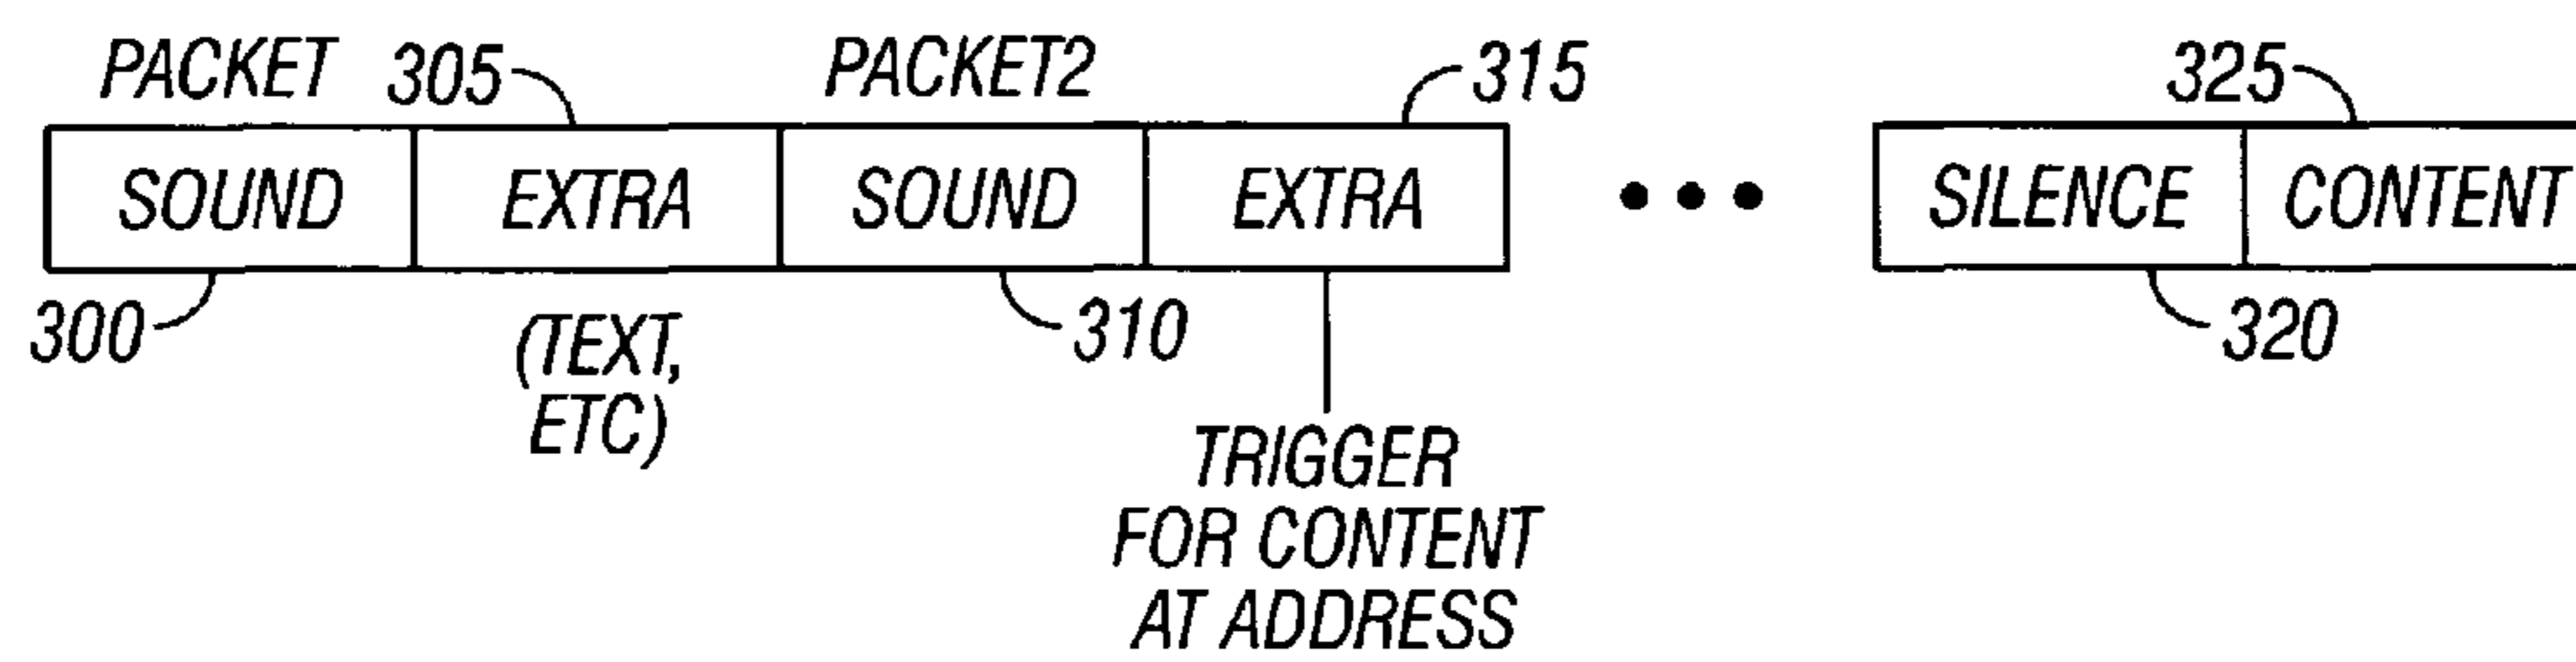 PACKET 305 PACKET2 315 325
SOUND EXTRA SOUND EXTRA SILENCE CONTENT
300 (TEXT, 310 320
ETC)
TRIGGER
FOR CONTENT
AT ADDRESS